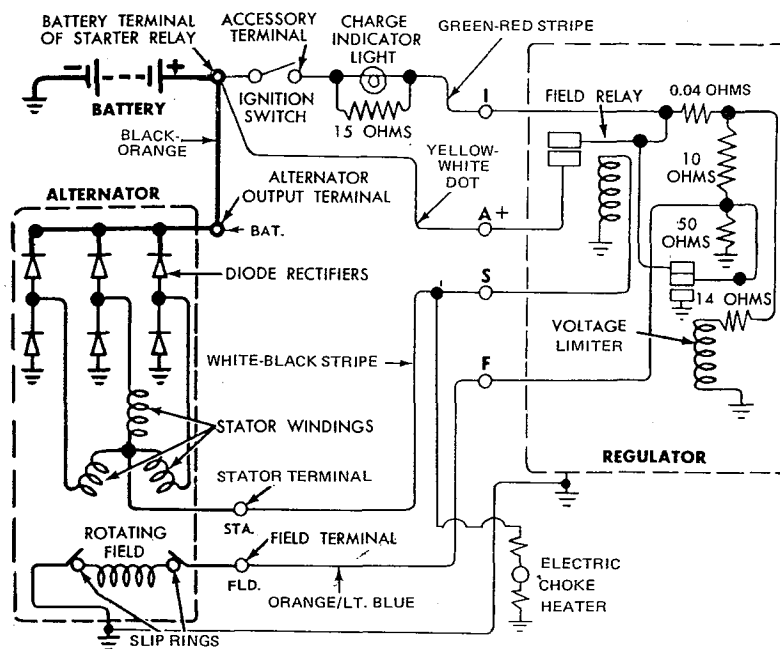 BATTERY TERMINAL
OF STARTER RELAY
ACCESSORY
TERMINAL
CHARGE
INDICATOR
LIGHT
GREEN-RED STRIPE
- +
BATTERY
IGNITION
SWITCH
15 OHMS
I
FIELD RELAY
0.04 OHMS
BLACK-
ORANGE
YELLOW-
WHITE
DOT
10
OHMS
ALTERNATOR
ALTERNATOR
OUTPUT TERMINAL
BAT.
A+
50
OHMS
DIODE RECTIFIERS
S
14 OHMS
VOLTAGE
LIMITER
WHITE-BLACK STRIPE
F
STATOR WINDINGS
REGULATOR
STATOR TERMINAL
STA.
ROTATING
FIELD
FIELD TERMINAL
FLD.
ORANGE/LT. BLUE
ELECTRIC
CHOKE
HEATER
SLIP RINGS